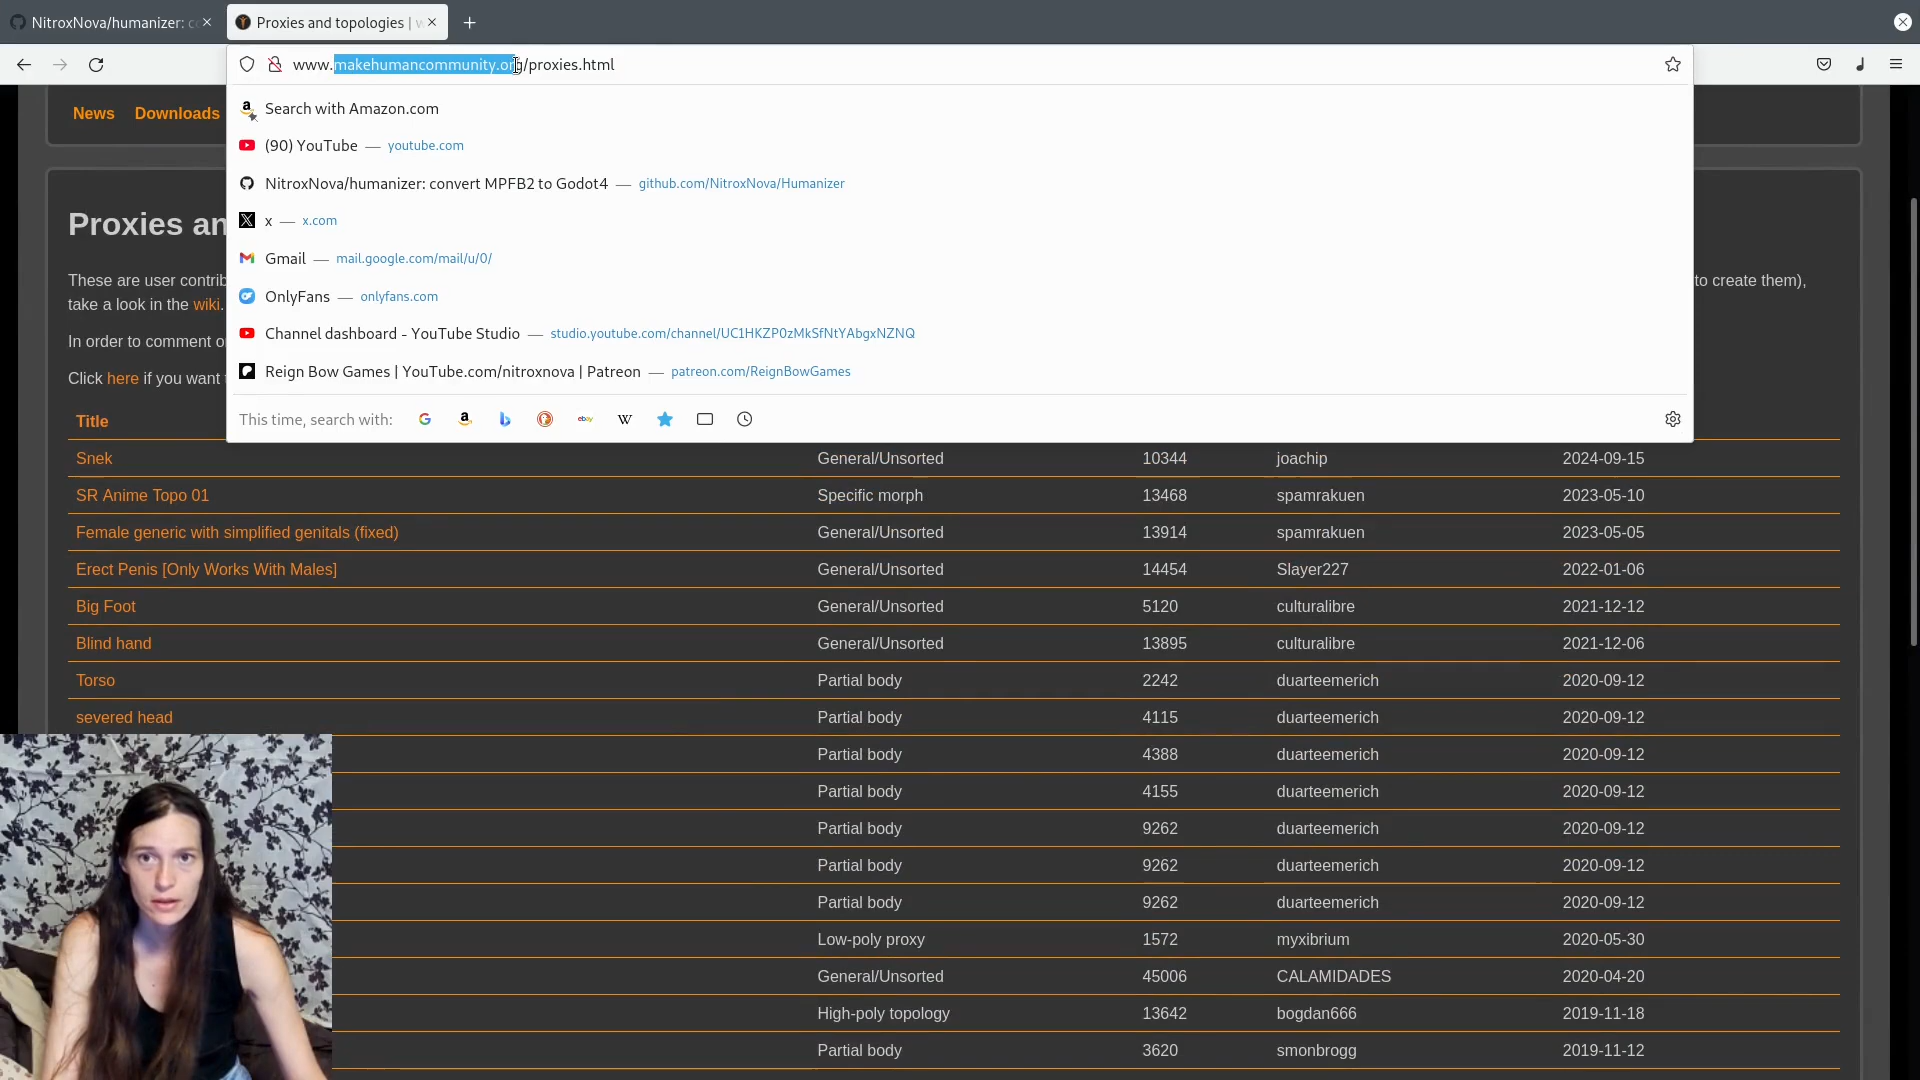 NitroxNova/humanizer: c
Proxies and topologies |
www.makehumancommunity.org/proxies.html
Search with Amazon.com
(90) YouTube — youtube.com
NitroxNova/humanizer: convert MPFB2 to Godot4 — github.com/NitroxNova/Humanizer
x — x.com
Gmail — mail.google.com/mail/u/0/
OnlyFans — onlyfans.com
Channel dashboard - YouTube Studio — studio.youtube.com/channel/UC1HKZP0zMkSfNtYAbgxNZNQ
Reign Bow Games | YouTube.com/nitroxnova | Patreon — patreon.com/ReignBowGames
This time, search with:
ebay
W
News Downloads
Proxies an
These are user contrib to create them),
take a look in the wiki.
In order to comment o
Click here if you want
Title
Snek General/Unsorted 10344 joachip 2024-09-15
SR Anime Topo 01 Specific morph 13468 spamrakuen 2023-05-10
Female generic with simplified genitals (fixed) General/Unsorted 13914 spamrakuen 2023-05-05
Erect Penis [Only Works With Males] General/Unsorted 14454 Slayer227 2022-01-06
Big Foot General/Unsorted 5120 culturalibre 2021-12-12
Blind hand General/Unsorted 13895 culturalibre 2021-12-06
Torso Partial body 2242 duarteemerich 2020-09-12
severed head Partial body 4115 duarteemerich 2020-09-12
Partial body 4388 duarteemerich 2020-09-12
Partial body 4155 duarteemerich 2020-09-12
Partial body 9262 duarteemerich 2020-09-12
Partial body 9262 duarteemerich 2020-09-12
Partial body 9262 duarteemerich 2020-09-12
Low-poly proxy 1572 myxibrium 2020-05-30
General/Unsorted 45006 CALAMIDADES 2020-04-20
High-poly topology 13642 bogdan666 2019-11-18
Partial body 3620 smonbrogg 2019-11-12